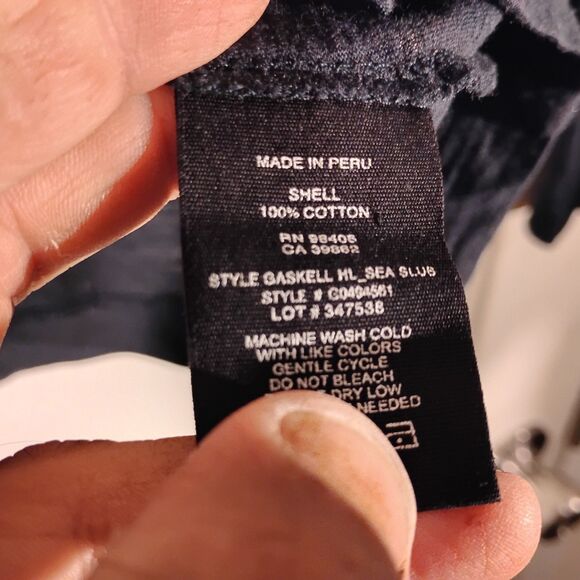 MADE IN PERU
SHELL
100% COTTON
RN 98406
CA 39862
STYLE GASKELL HL_SEA SLUB
STYLE # G0404561
LOT # 347538
MACHINE WASH COLD
WITH LIKE COLORS
GENTLE CYCLE
DO NOT BLEACH
DRY LOW
NEEDED